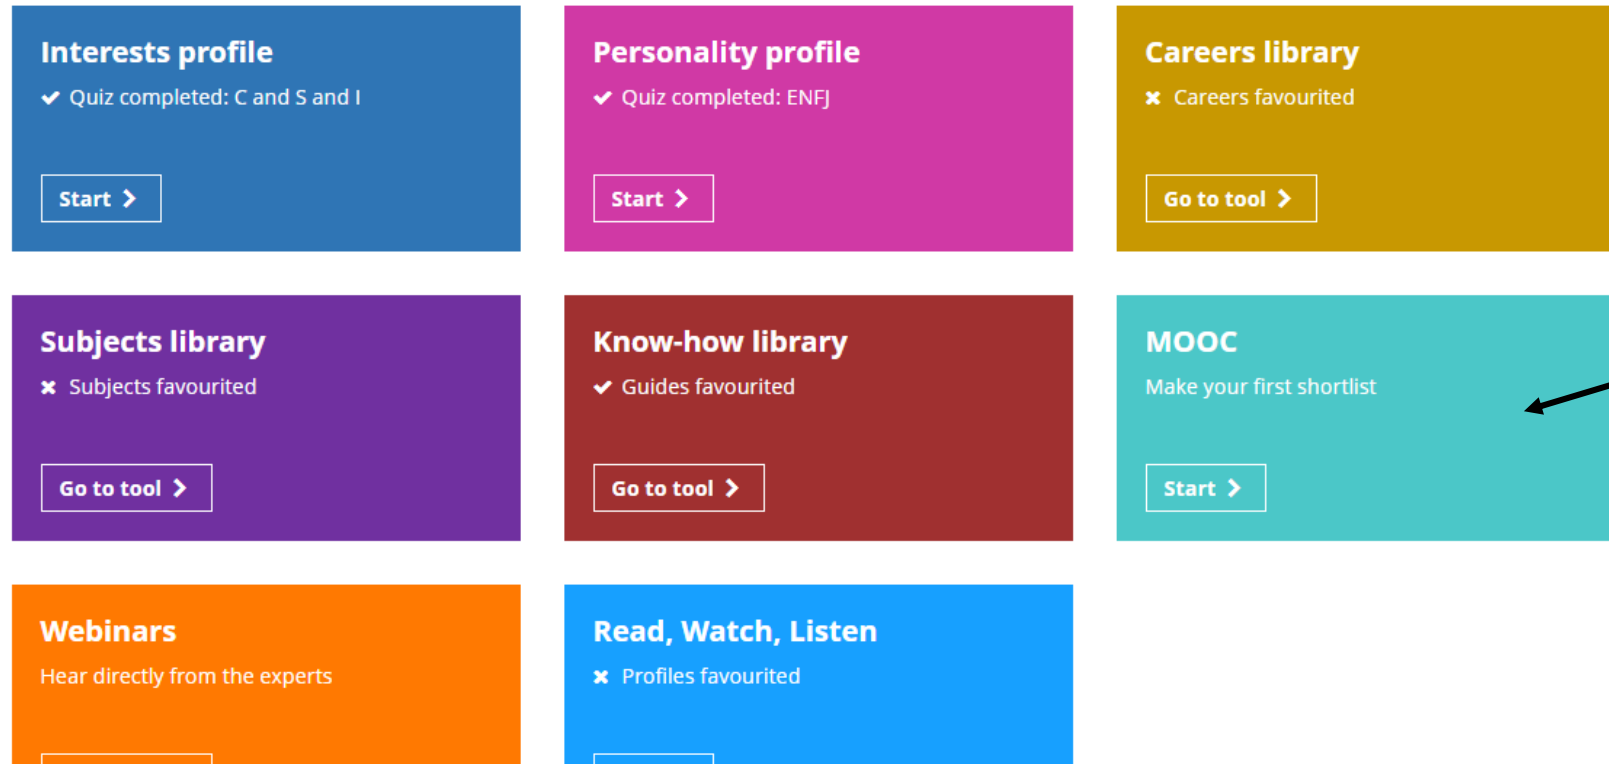 Interests profile
✔ Quiz completed: C and S and I
Start
Personality profile
✔ Quiz completed: ENFJ
Start
Careers library
✖ Careers favourited
Go to tool
Subjects library
✖ Subjects favourited
Go to tool
Know-how library
✔ Guides favourited
Go to tool
MOOC
Make your first shortlist
Start
Webinars
Hear directly from the experts
Read, Watch, Listen
✖ Profiles favourited